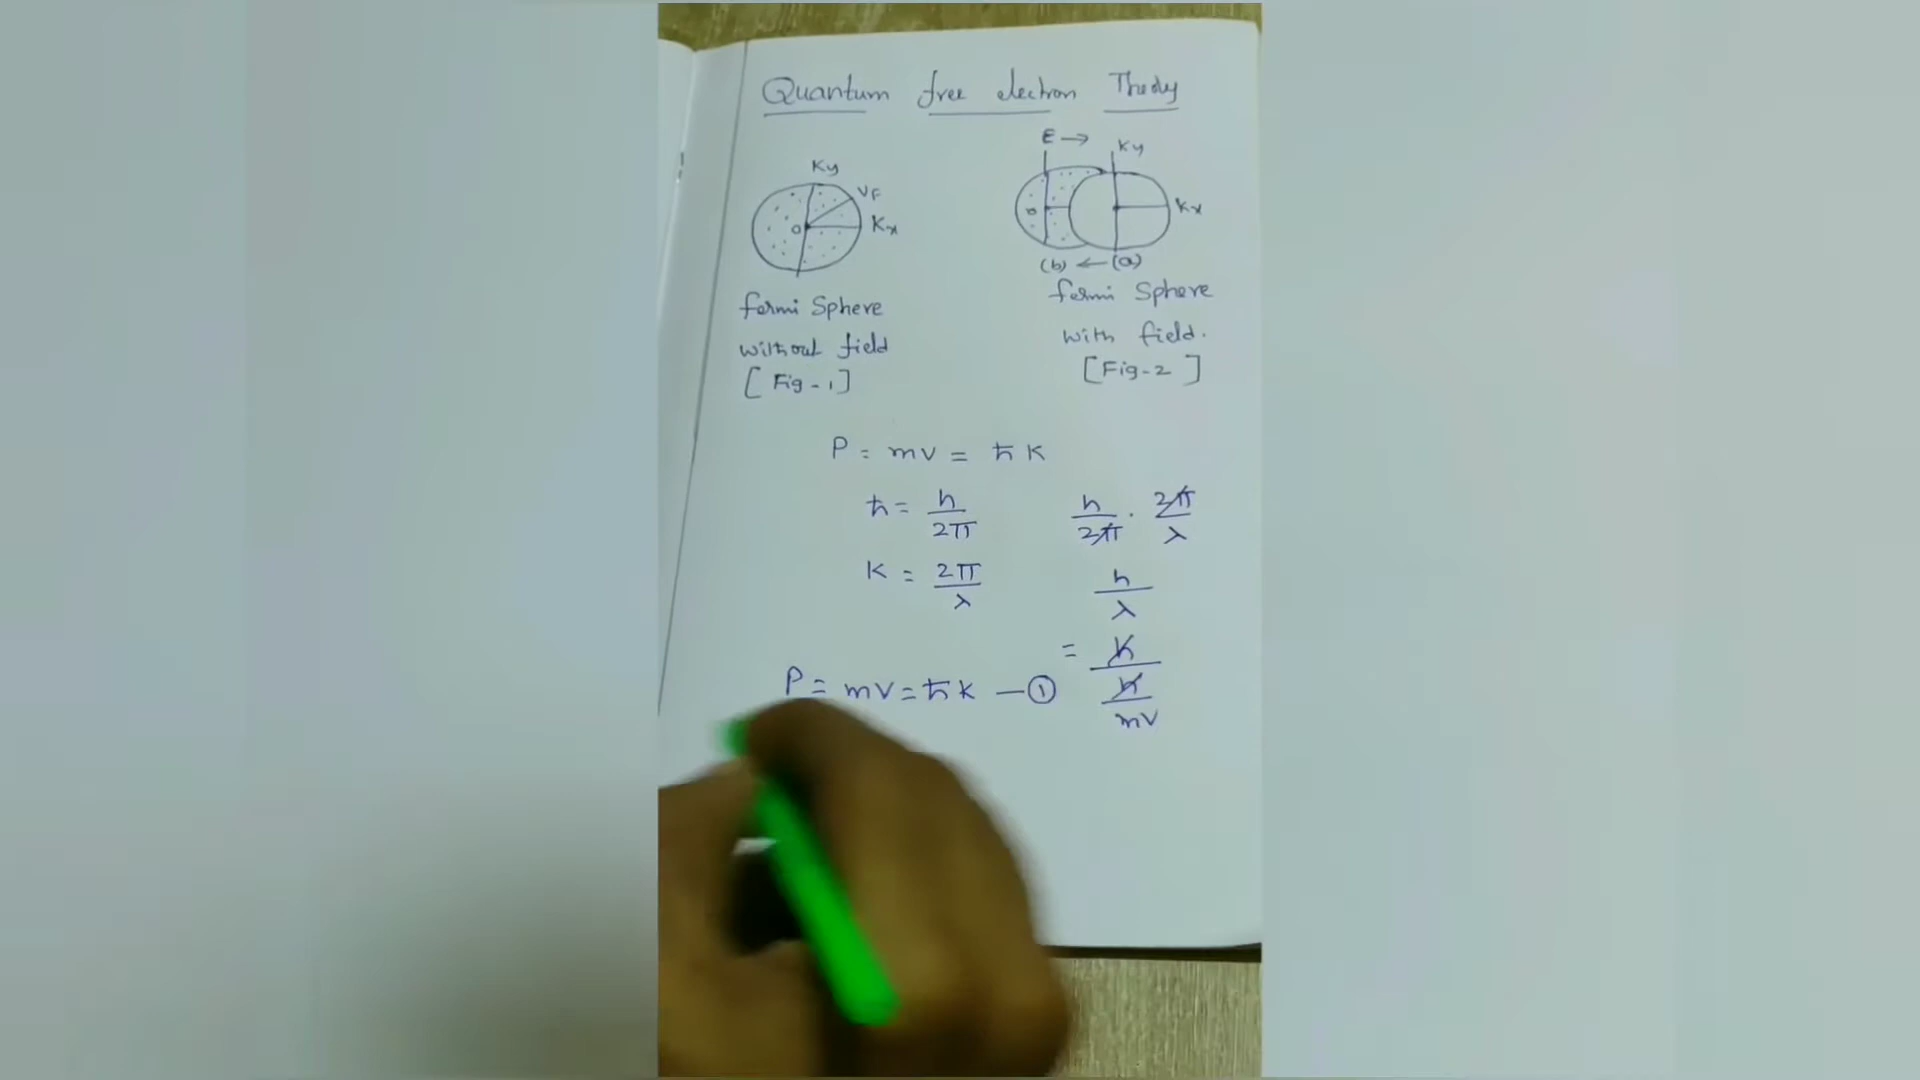 Quantum free electron Theory
Ky
VF
Kx
o
Fermi Sphere
without field
[Fig-1]
E →
Ky
Kx
o
(b) ← (a)
Fermi Sphere
with field.
[Fig-2]
P = mv = ħ K
ħ = h/2π
K = 2π/λ
h/2π . 2π/λ
h/λ
= h/(h/mv)
P = mv = ħ K — ①